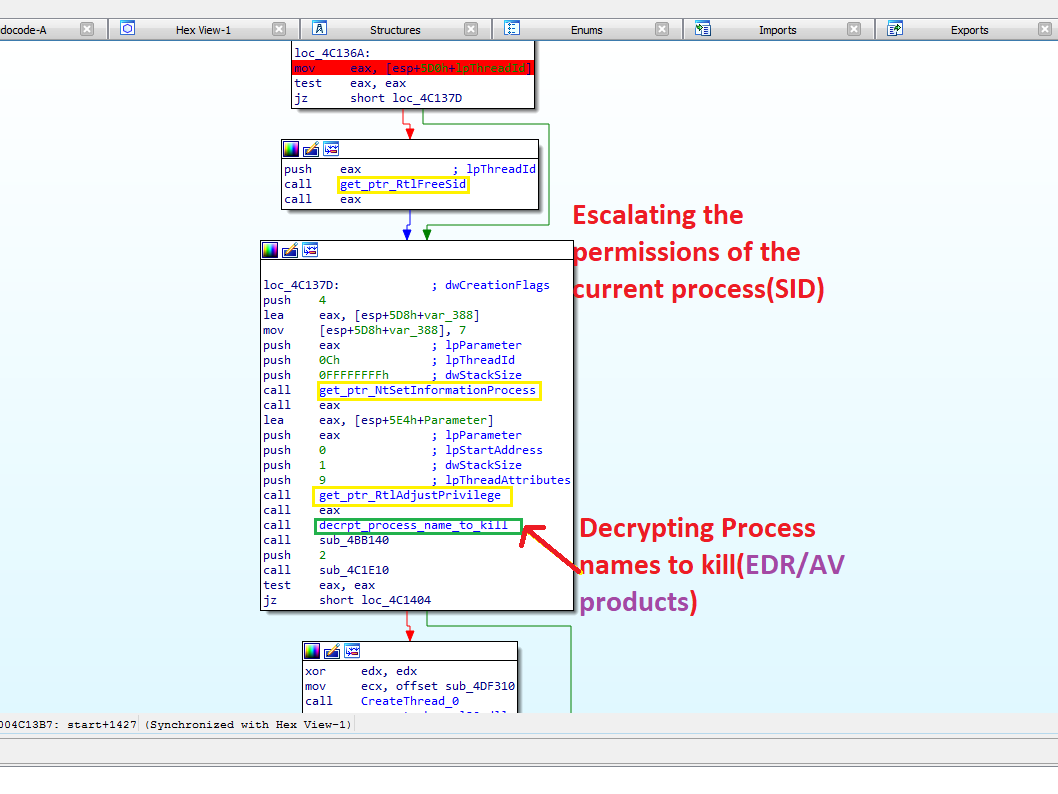 docode-A
Hex View-1
Structures
Enums
Imports
Exports
loc_4C136A:
mov eax, [esp+5D0h+lpThreadId]
test eax, eax
jz short loc_4C137D
push eax ; lpThreadId
call get_ptr_RtlFreeSid
call eax
Escalating the
permissions of the
current process(SID)
loc_4C137D: ; dwCreationFlags
push 4
lea eax, [esp+5D8h+var_388]
mov [esp+5D8h+var_388], 7
push eax ; lpParameter
push 0Ch ; lpThreadId
push 0FFFFFFFFh ; dwStackSize
call get_ptr_NtSetInformationProcess
call eax
lea eax, [esp+5E4h+Parameter]
push eax ; lpParameter
push 0 ; lpStartAddress
push 1 ; dwStackSize
push 9 ; lpThreadAttributes
call get_ptr_RtlAdjustPrivilege
call eax
call decrpt_process_name_to_kill
call sub_4BB140
push 2
call sub_4C1E10
test eax, eax
jz short loc_4C1404
Decrypting Process
names to kill(EDR/AV
products)
xor edx, edx
mov ecx, offset sub_4DF310
call CreateThread_0
004C13B7: start+1427 (Synchronized with Hex View-1)